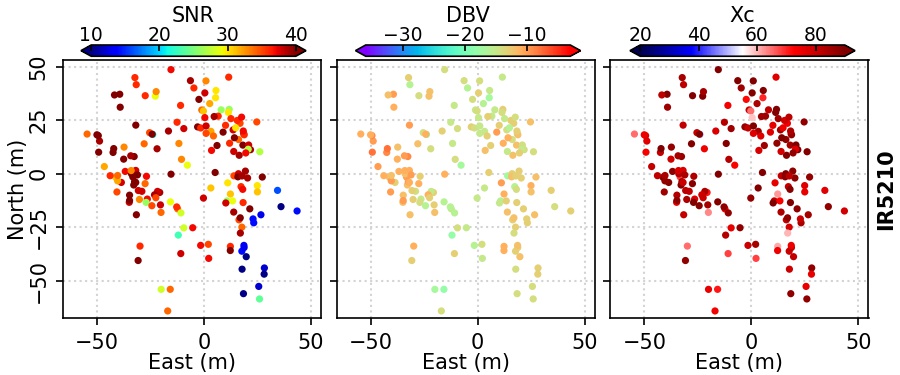 SNR
DBV
Xc
10 20 30 40
−30 −20 −10
20 40 60 80
North (m)
50
25
0
−25
−50
IR5210
−50 0 50
−50 0 50
−50 0 50
East (m)
East (m)
East (m)